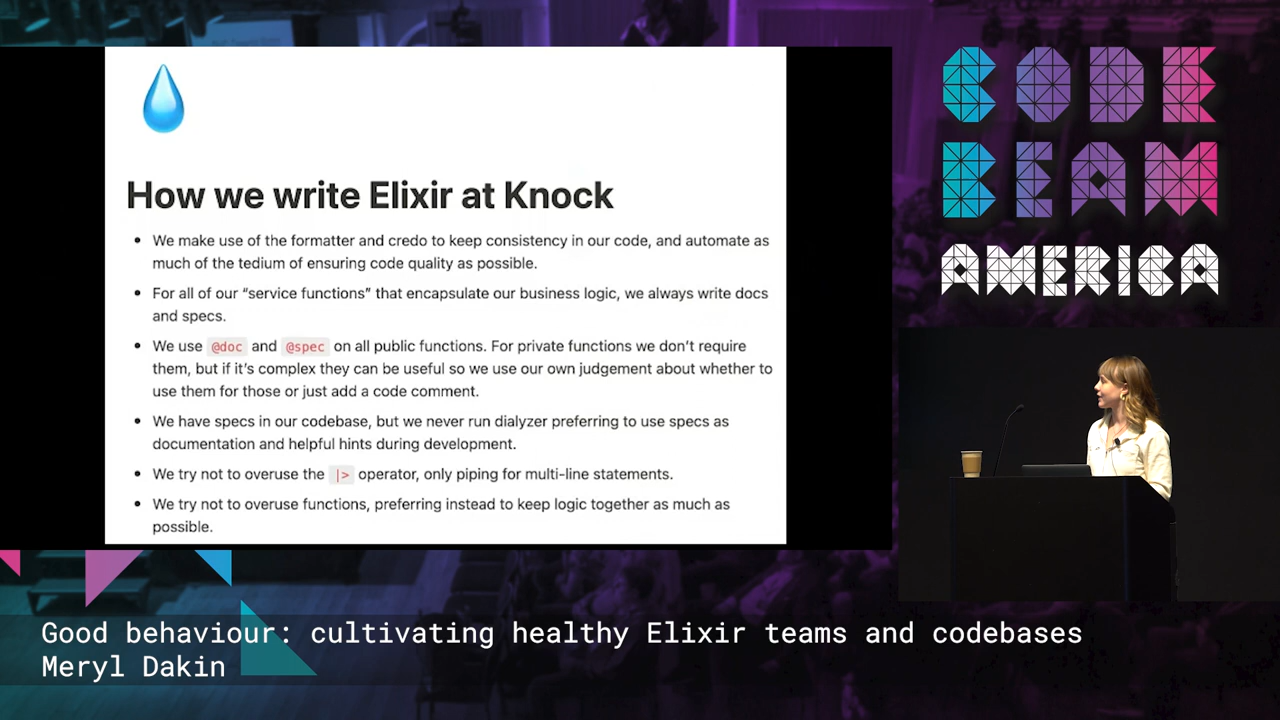 How we write Elixir at Knock
• We make use of the formatter and credo to keep consistency in our code, and automate as
much of the tedium of ensuring code quality as possible.
• For all of our “service functions” that encapsulate our business logic, we always write docs
and specs.
• We use @doc and @spec on all public functions. For private functions we don’t require
them, but if it’s complex they can be useful so we use our own judgement about whether to
use them for those or just add a code comment.
• We have specs in our codebase, but we never run dialyzer preferring to use specs as
documentation and helpful hints during development.
• We try not to overuse the |> operator, only piping for multi-line statements.
• We try not to overuse functions, preferring instead to keep logic together as much as
possible.
CODE
BEAM
AMERICA
Good behaviour: cultivating healthy Elixir teams and codebases
Meryl Dakin